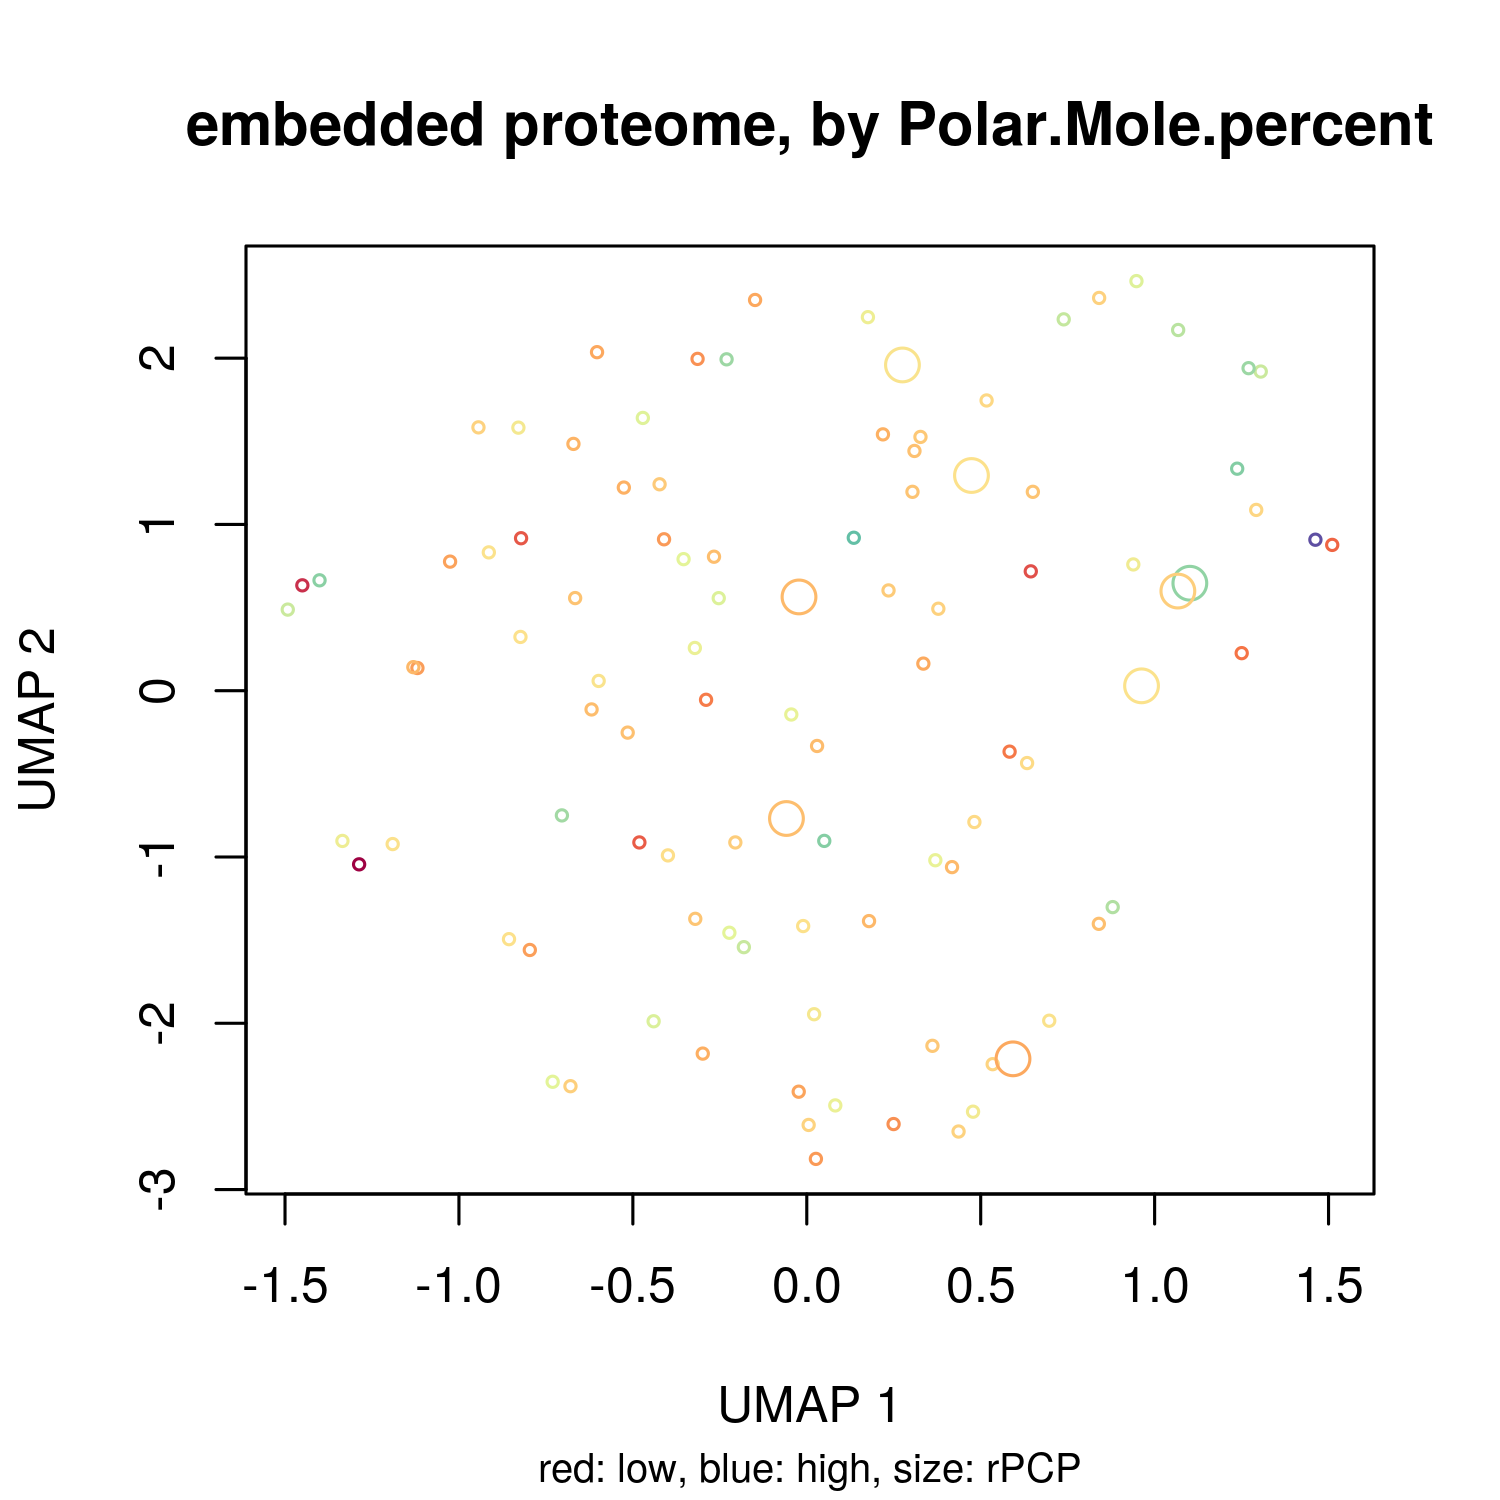 embedded proteome, by Polar.Mole.percent
UMAP 2
2
1
0
-1
-2
-3
-1.5 -1.0 -0.5 0.0 0.5 1.0 1.5
UMAP 1
red: low, blue: high, size: rPCP